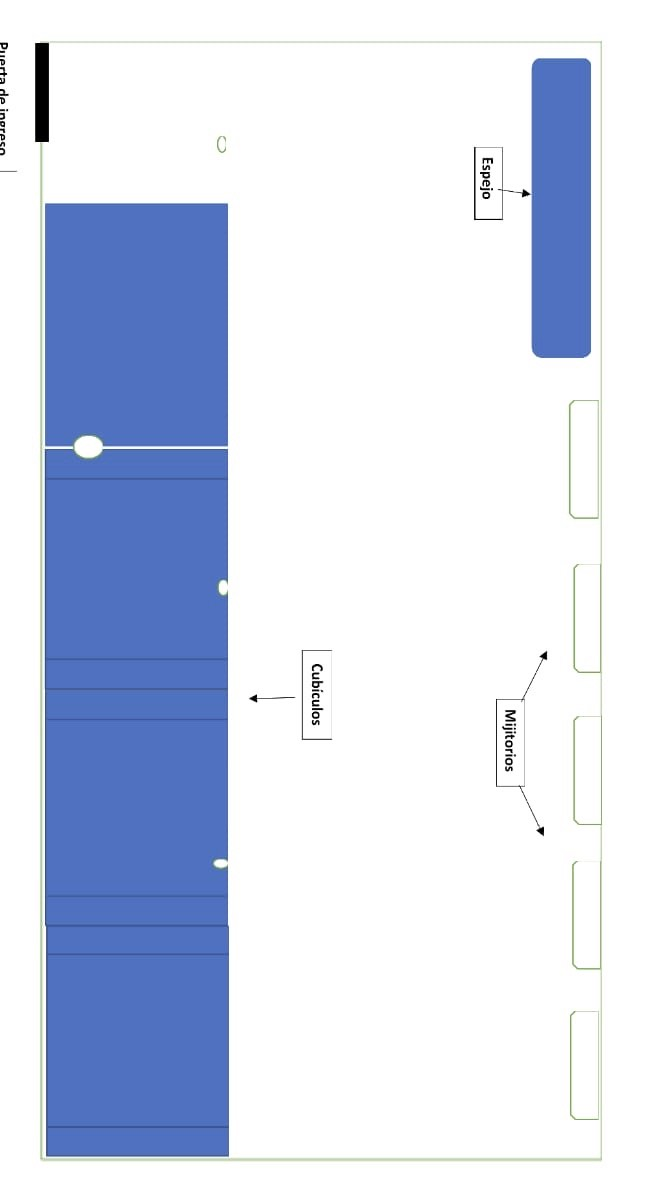 Puerta de ingreso
Espejo
Cubiculos
Mijitorios